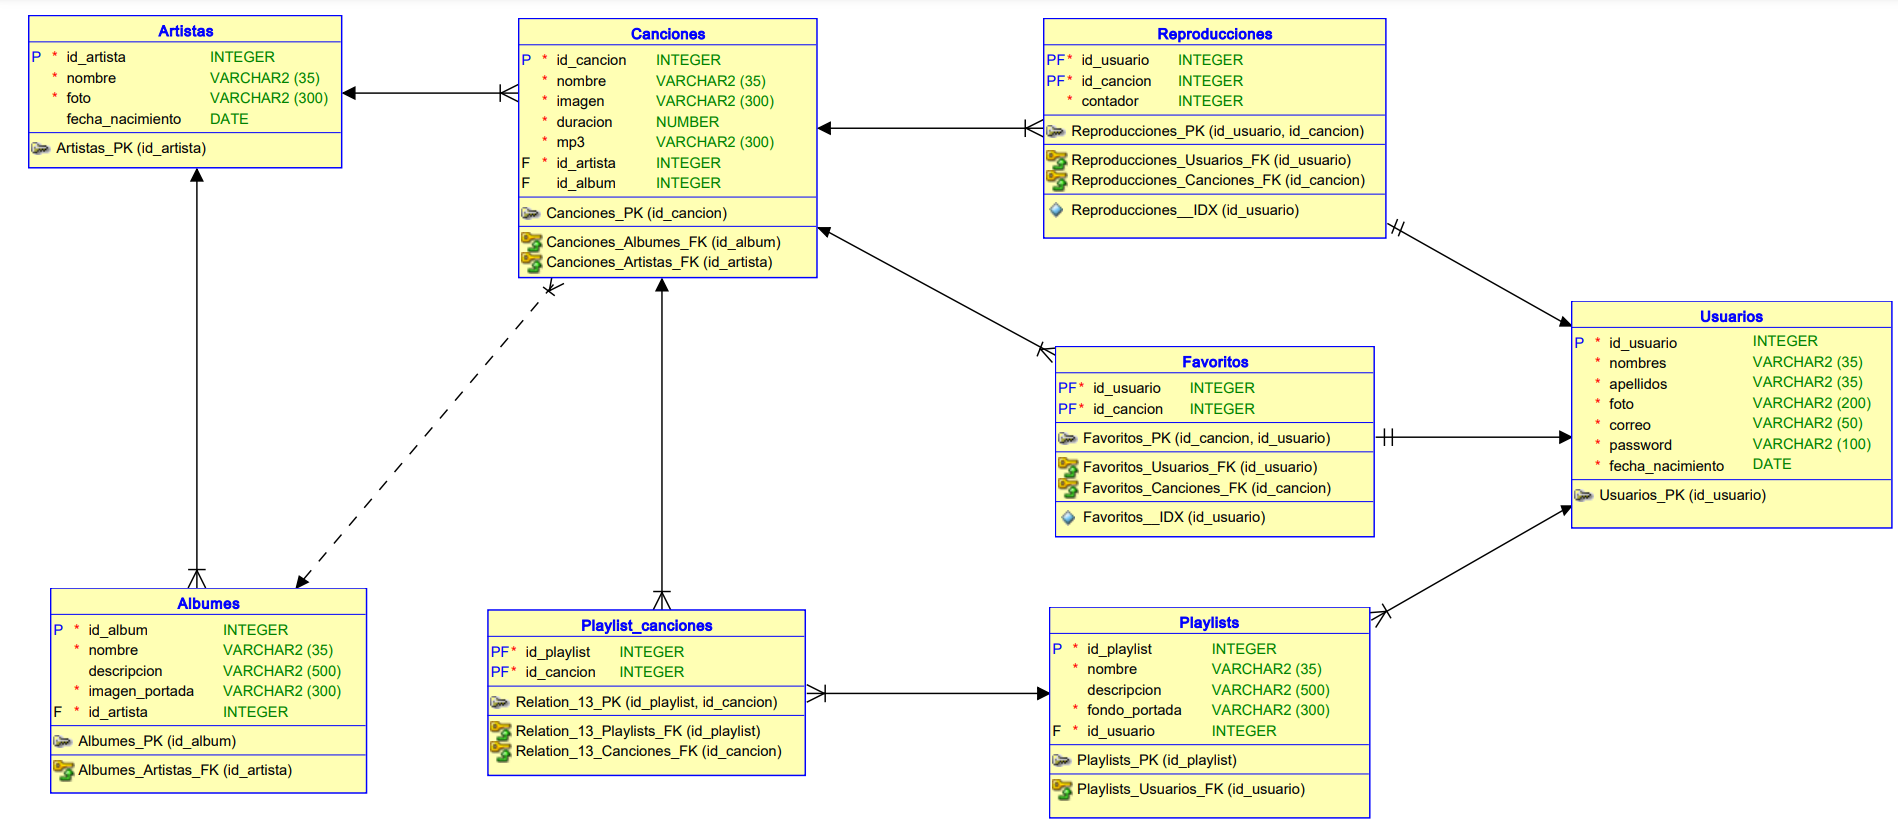 Artistas
P * id_artista INTEGER
* nombre VARCHAR2 (35)
* foto VARCHAR2 (300)
fecha_nacimiento DATE
Artistas_PK (id_artista)
Canciones
P * id_cancion INTEGER
* nombre VARCHAR2 (35)
* imagen VARCHAR2 (300)
* duracion NUMBER
* mp3 VARCHAR2 (300)
F * id_artista INTEGER
F id_album INTEGER
Canciones_PK (id_cancion)
Canciones_Albumes_FK (id_album)
Canciones_Artistas_FK (id_artista)
Reproducciones
PF* id_usuario INTEGER
PF* id_cancion INTEGER
* contador INTEGER
Reproducciones_PK (id_usuario, id_cancion)
Reproducciones_Usuarios_FK (id_usuario)
Reproducciones_Canciones_FK (id_cancion)
Reproducciones__IDX (id_usuario)
Usuarios
P * id_usuario INTEGER
* nombres VARCHAR2 (35)
* apellidos VARCHAR2 (35)
* foto VARCHAR2 (200)
* correo VARCHAR2 (50)
* password VARCHAR2 (100)
* fecha_nacimiento DATE
Usuarios_PK (id_usuario)
Favoritos
PF* id_usuario INTEGER
PF* id_cancion INTEGER
Favoritos_PK (id_cancion, id_usuario)
Favoritos_Usuarios_FK (id_usuario)
Favoritos_Canciones_FK (id_cancion)
Favoritos__IDX (id_usuario)
Albumes
P * id_album INTEGER
* nombre VARCHAR2 (35)
descripcion VARCHAR2 (500)
* imagen_portada VARCHAR2 (300)
F * id_artista INTEGER
Albumes_PK (id_album)
Albumes_Artistas_FK (id_artista)
Playlist_canciones
PF* id_playlist INTEGER
PF* id_cancion INTEGER
Relation_13_PK (id_playlist, id_cancion)
Relation_13_Playlists_FK (id_playlist)
Relation_13_Canciones_FK (id_cancion)
Playlists
P * id_playlist INTEGER
* nombre VARCHAR2 (35)
descripcion VARCHAR2 (500)
* fondo_portada VARCHAR2 (300)
F * id_usuario INTEGER
Playlists_PK (id_playlist)
Playlists_Usuarios_FK (id_usuario)